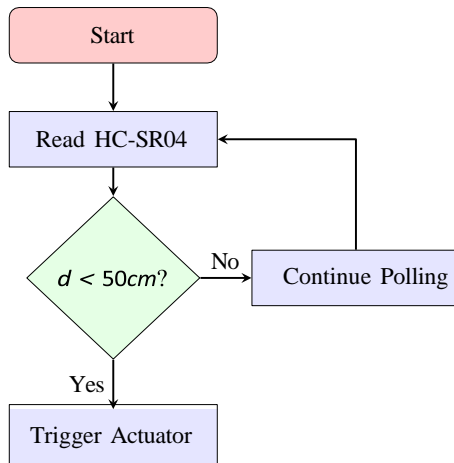 Start
Read HC-SR04
d < 50cm?
No
Continue Polling
Yes
Trigger Actuator